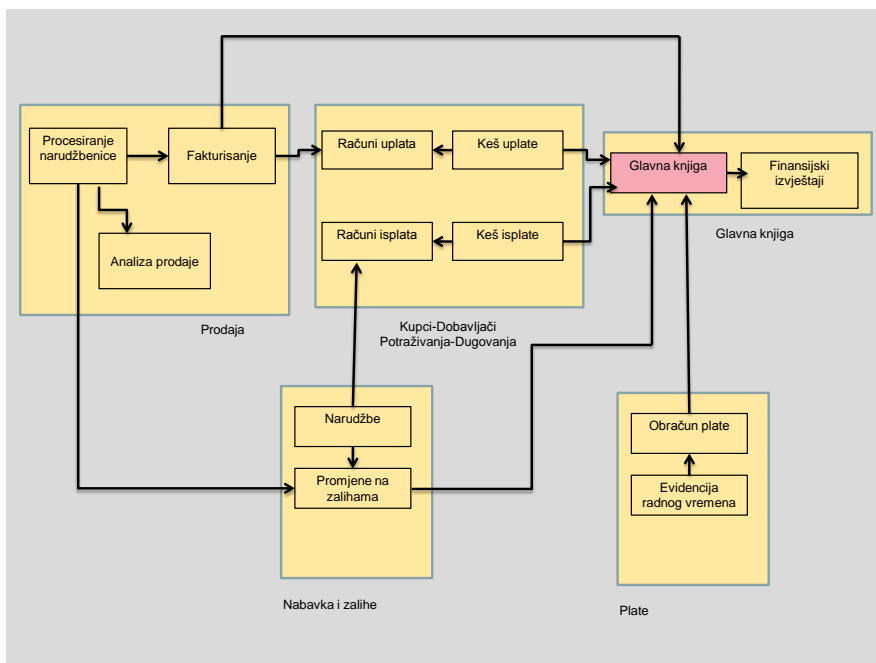 Procesiranje
narudžbenice
Fakturisanje
Analiza prodaje
Prodaja
Računi uplata
Keš uplate
Računi isplata
Keš isplate
Kupci-Dobavljači
Potraživanja-Dugovanja
Glavna knjiga
Finansijski
izvještaji
Glavna knjiga
Narudžbe
Promjene na
zalihama
Nabavka i zalihe
Obračun plate
Evidencija
radnog vremena
Plate